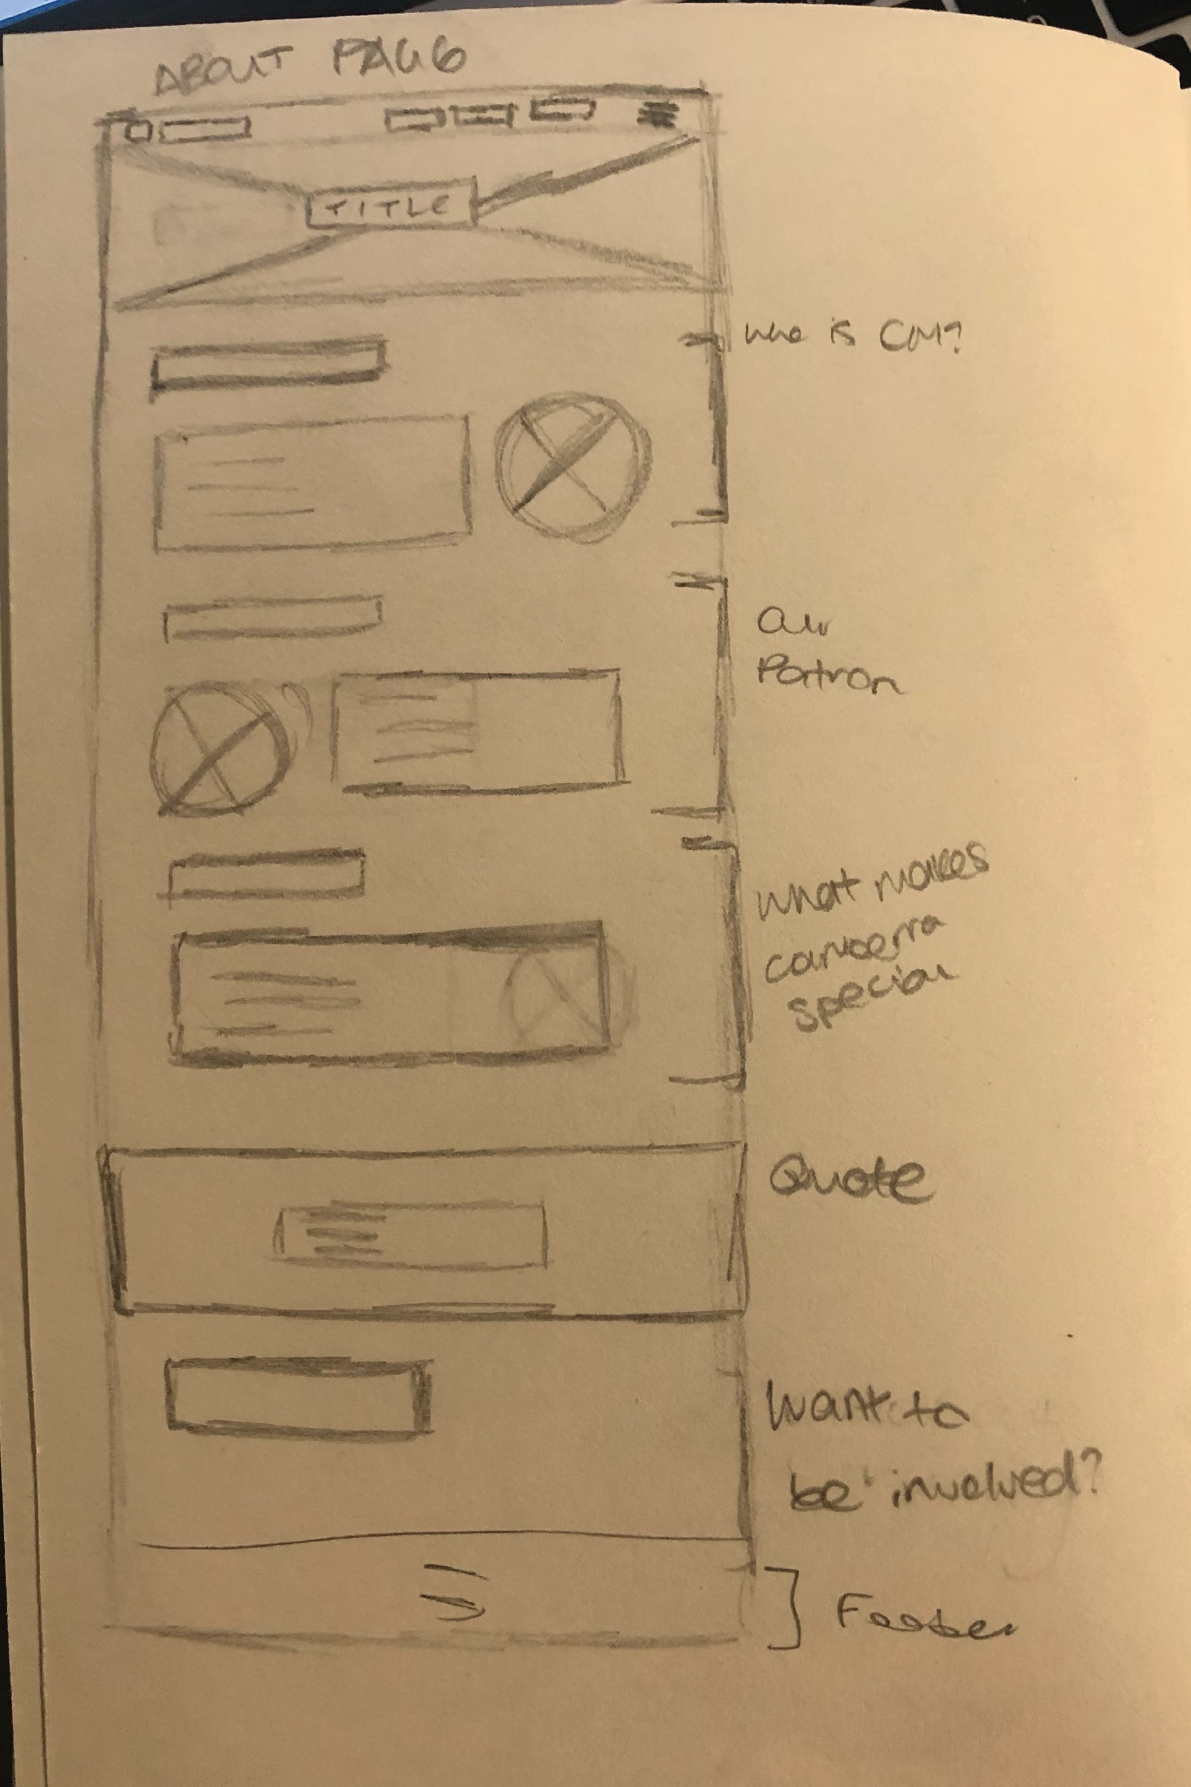 ABOUT PAGE
TITLE
Who is CM?
Our
Patron
What makes
canberra
special
Quote
Want to
be involved?
Footer